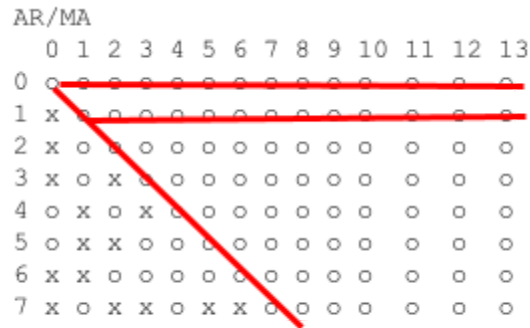 AR/MA
0 1 2 3 4 5 6 7 8 9 10 11 12 13
0 o o o o o o o o o o o o o o
1 x o o o o o o o o o o o o o
2 x o o o o o o o o o o o o o
3 x o x o o o o o o o o o o o
4 o x o x o o o o o o o o o o
5 o x x o o o o o o o o o o o
6 x x o o o o o o o o o o o o
7 x o x x o x x o o o o o o o